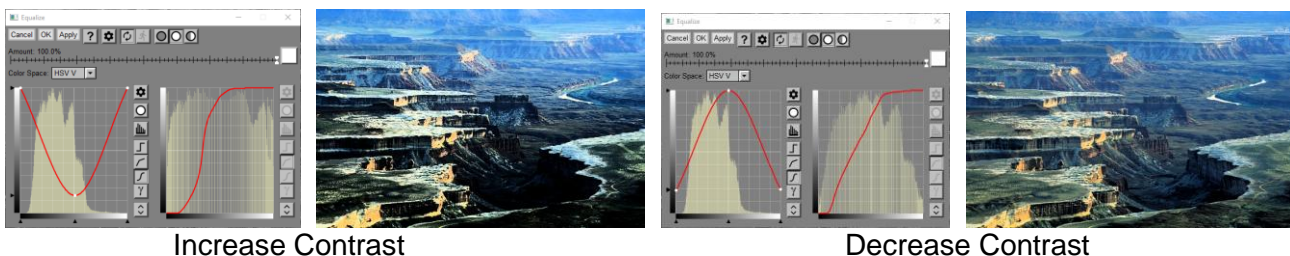 Equalize
Cancel OK Apply ?
Amount: 100.0%
Color Space: HSV V
Equalize
Cancel OK Apply ?
Amount: 100.0%
Color Space: HSV V
Increase Contrast
Decrease Contrast